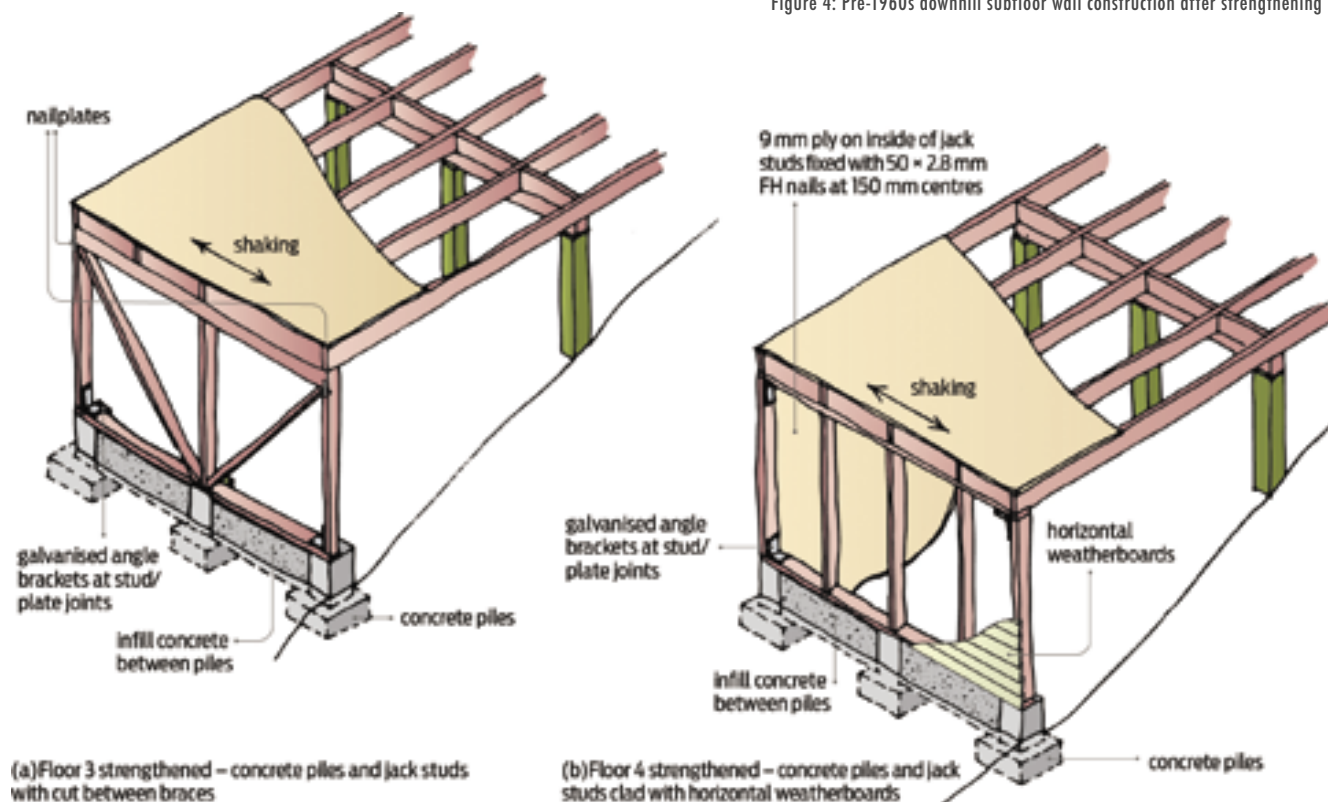 Figure 4: Pre-1960s downhill subfloor wall construction after strengthening
nailplates
shaking
galvanised angle
brackets at stud/
plate joints
infill concrete
between piles
concrete piles
(a)Floor 3 strengthened – concrete piles and jack studs
with cut between braces
9 mm ply on inside of jack
studs fixed with 50 × 2.8 mm
FH nails at 150 mm centres
shaking
galvanised angle
brackets at stud/
plate joints
horizontal
weatherboards
infill concrete
between piles
concrete piles
(b)Floor 4 strengthened – concrete piles and jack
studs clad with horizontal weatherboards